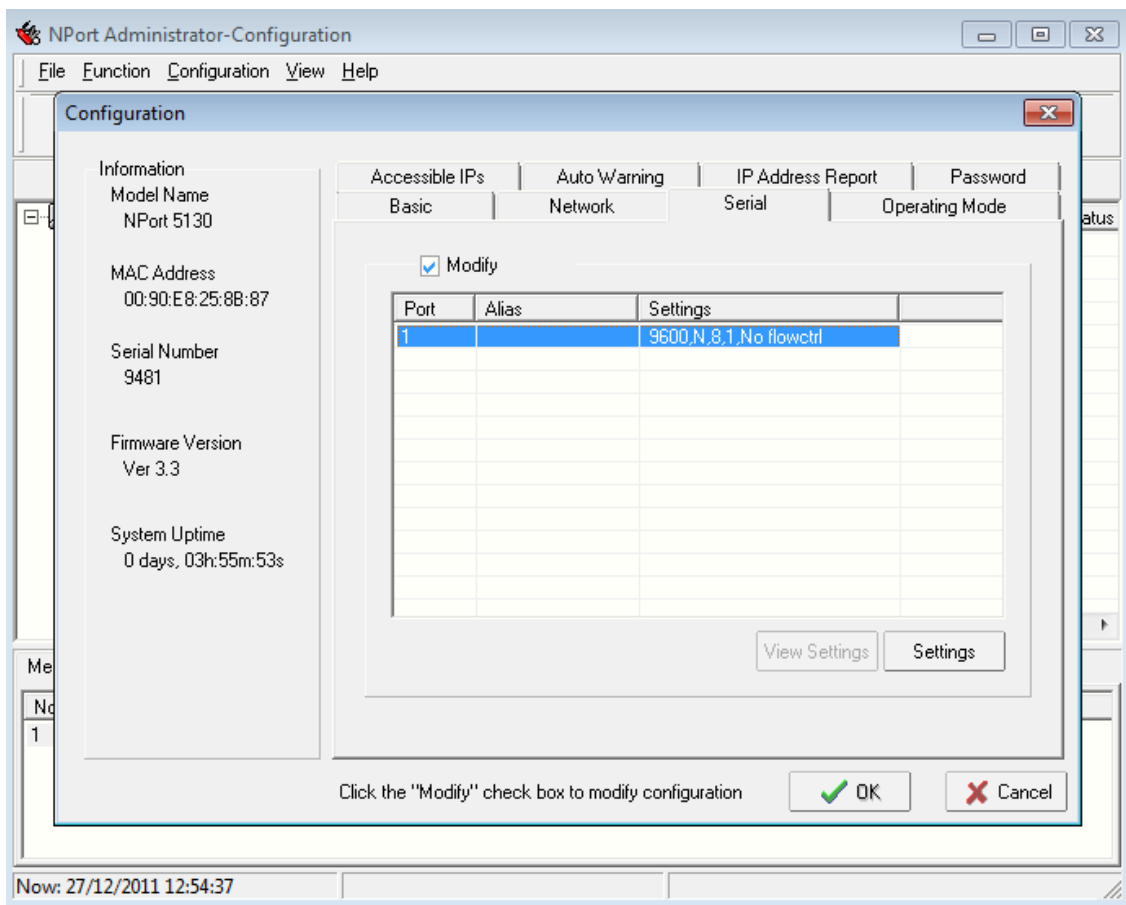 NPort Administrator-Configuration
File Function Configuration View Help
Configuration
Information
Model Name
NPort 5130
MAC Address
00:90:E8:25:8B:87
Serial Number
9481
Firmware Version
Ver 3.3
System Uptime
0 days, 03h:55m:53s
Accessible IPs Auto Warning IP Address Report Password
Basic Network Serial Operating Mode
Modify
Port Alias Settings
1 9600,N,8,1,No flowctrl
View Settings Settings
Click the "Modify" check box to modify configuration OK Cancel
atus
Me
No
1
Now: 27/12/2011 12:54:37